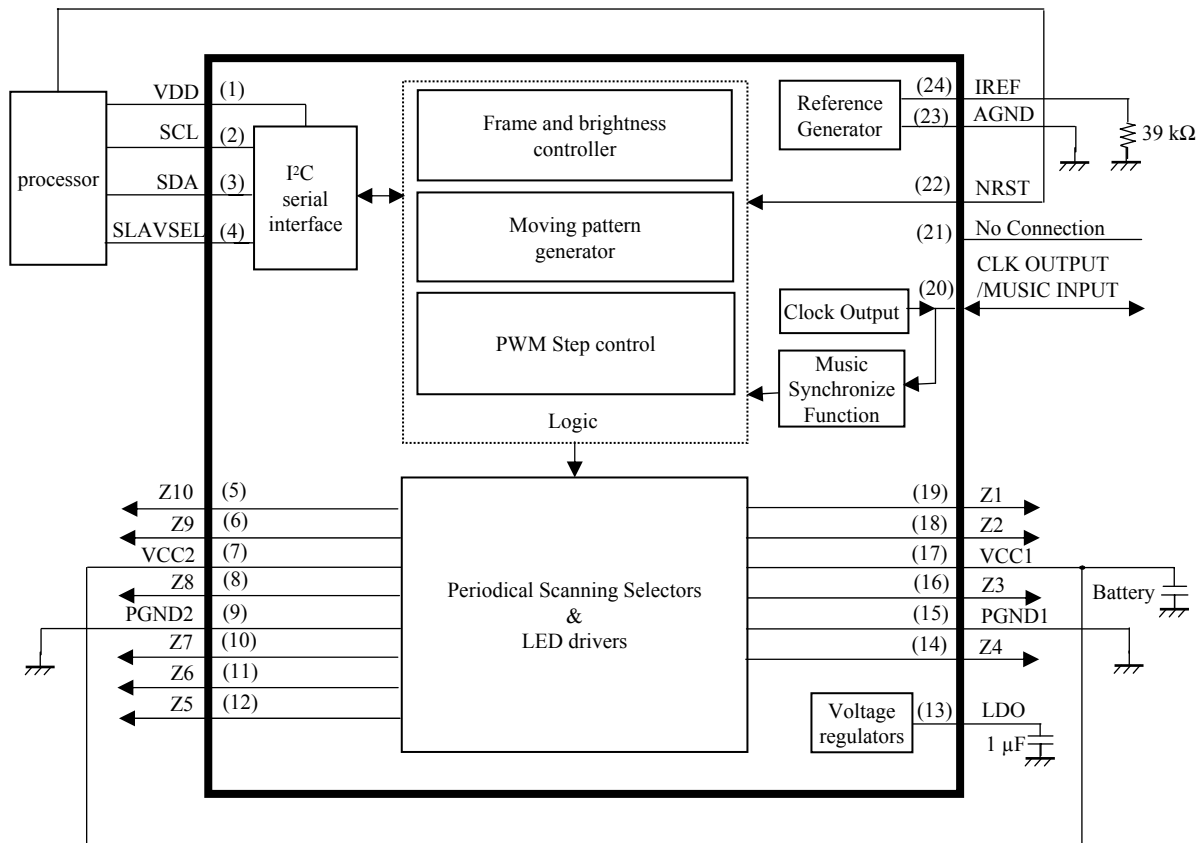 VDD (1)
SCL (2)
SDA (3)
SLAVSEL (4)
processor
I²C
serial
interface
Frame and brightness
controller
Moving pattern
generator
PWM Step control
Logic
Reference
Generator
(24) IREF
(23) AGND
39 kΩ
(22) NRST
(21) No Connection
(20) CLK OUTPUT
/MUSIC INPUT
Clock Output
Music
Synchronize
Function
Z10 (5)
Z9 (6)
VCC2 (7)
Z8 (8)
PGND2 (9)
Z7 (10)
Z6 (11)
Z5 (12)
Periodical Scanning Selectors
&
LED drivers
(19) Z1
(18) Z2
(17) VCC1
(16) Z3
Battery
(15) PGND1
(14) Z4
Voltage
regulators
(13) LDO
1 µF